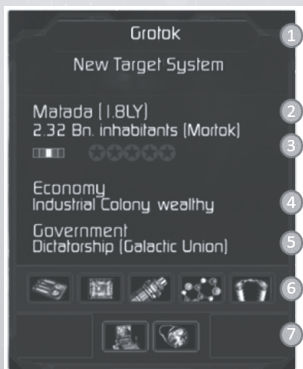 Grotok
1
New Target System
Matada (1.8LY)
2
2.32 Bn. inhabitants (Mortok)
3
Economy
Industrial Colony wealthy
4
Government
Dictatorship (Galactic Union)
5
6
7